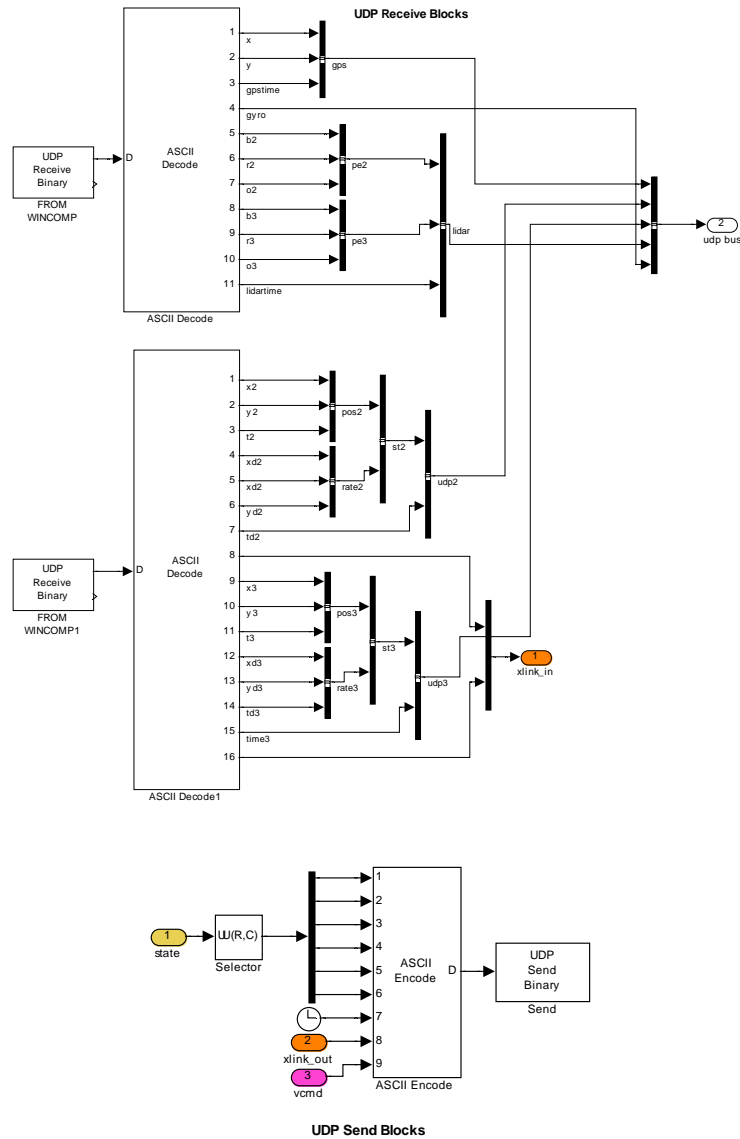 UDP Receive Blocks
1
x
2
y
gps
3
gpstime
4
gyro
5
b2
6
r2
pe2
7
o2
8
b3
9
r3
pe3
10
o3
11
lidartime
lidar
UDP
Receive
Binary
FROM
WINCOMP
D
ASCII
Decode
ASCII Decode
2
udp bus
1
x2
2
y2
pos2
3
t2
4
xd2
5
xd2
rate2
6
yd2
7
td2
st2
udp2
8
9
x3
10
y3
pos3
11
t3
12
xd3
13
yd3
rate3
14
td3
15
time3
16
st3
udp3
UDP
Receive
Binary
FROM
WINCOMP1
D
ASCII
Decode
ASCII Decode1
1
xlink_in
1
state
UU(R,C)
Selector
1
2
3
4
5
6
7
8
9
ASCII
Encode
D
ASCII Encode
2
xlink_out
3
vcmd
UDP
Send
Binary
Send
UDP Send Blocks